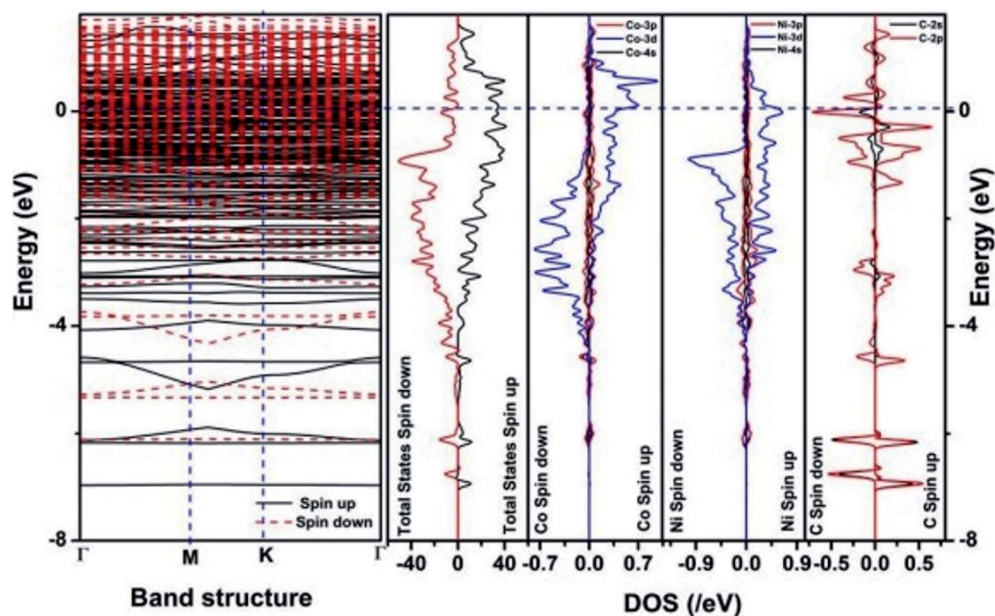 Co-3p
Co-3d
Co-4s
Ni-3p
Ni-3d
Ni-4s
C-2s
C-2p
0
-2
-4
-6
-8
Energy (eV)
0
-2
-4
-6
-8
Energy (eV)
Spin up
Spin down
Total States Spin down
Total States Spin up
Co Spin down
Co Spin up
Ni Spin down
Ni Spin up
C Spin down
C Spin up
Γ M K Γ
-40 0 40 -0.7 0.0 0.7 -0.9 0.0 0.9 -0.5 0.0 0.5
Band structure
DOS (/eV)